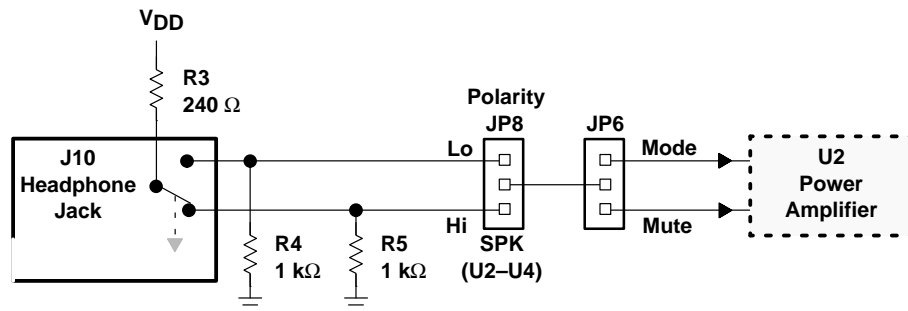 VDD
R3
240 Ω
Polarity
JP8
JP6
J10
Headphone
Jack
Lo
Mode
U2
Power
Amplifier
Hi
Mute
R4
1 kΩ
R5
1 kΩ
SPK
(U2–U4)